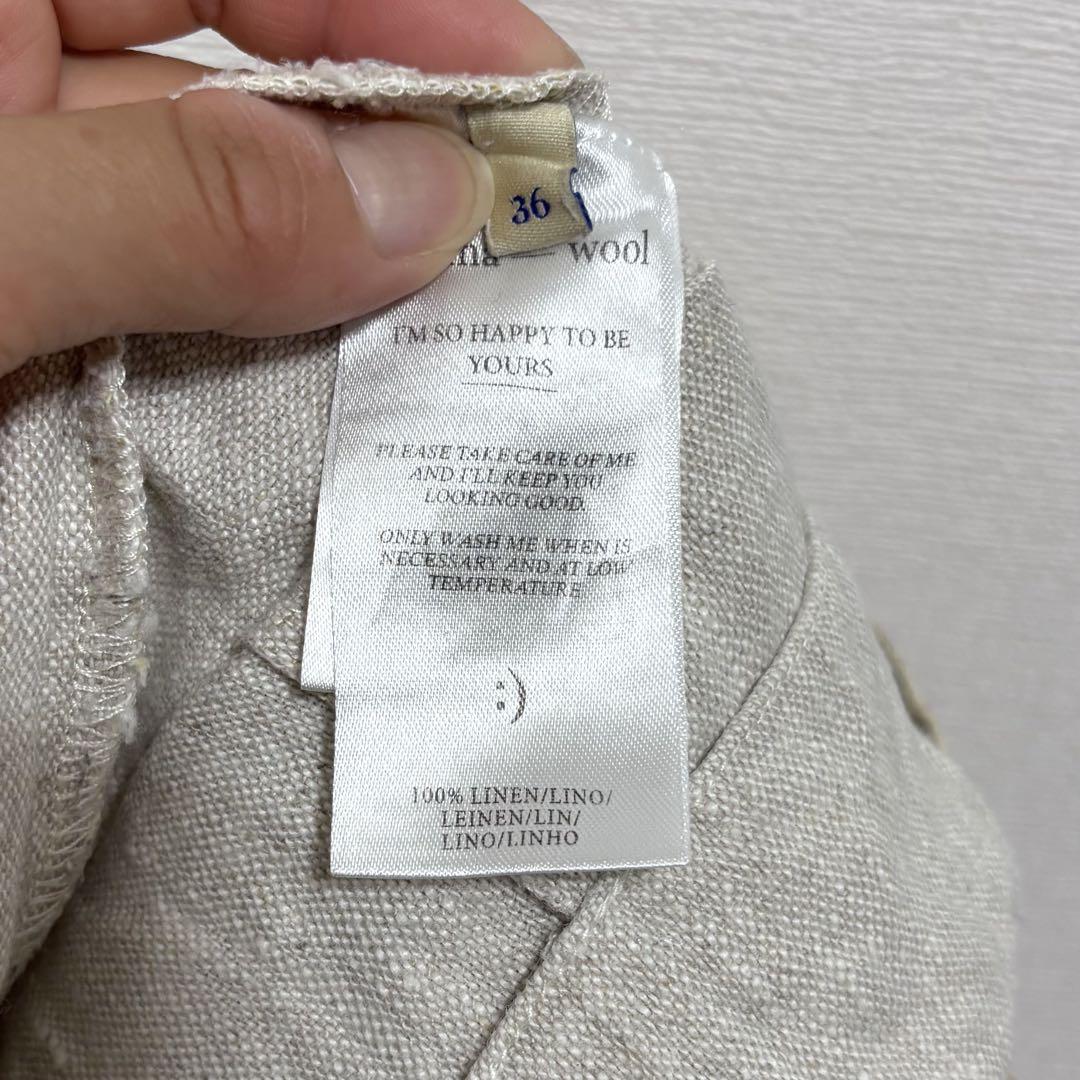 36
wool
I'M SO HAPPY TO BE
YOURS
PLEASE TAKE CARE OF ME
AND I'LL KEEP YOU
LOOKING GOOD.
ONLY WASH ME WHEN IS
NECESSARY AND AT LOW
TEMPERATURE
:)
100% LINEN/LINO/
LEINEN/LIN/
LINO/LINHO